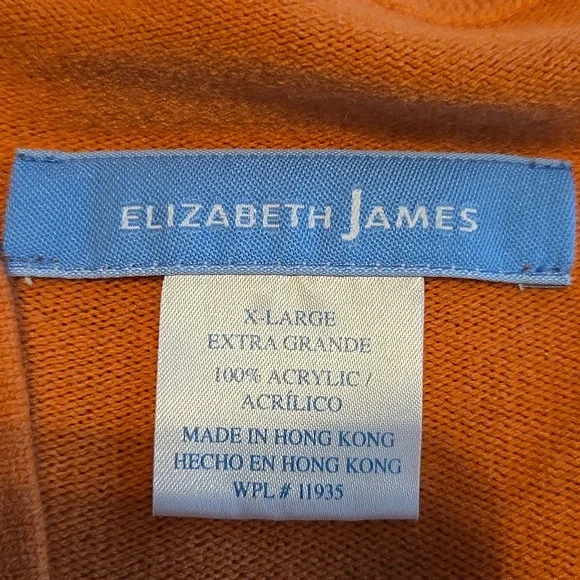 ELIZABETH JAMES
X-LARGE
EXTRA GRANDE
100% ACRYLIC /
ACRÍLICO
MADE IN HONG KONG
HECHO EN HONG KONG
WPL # 11935